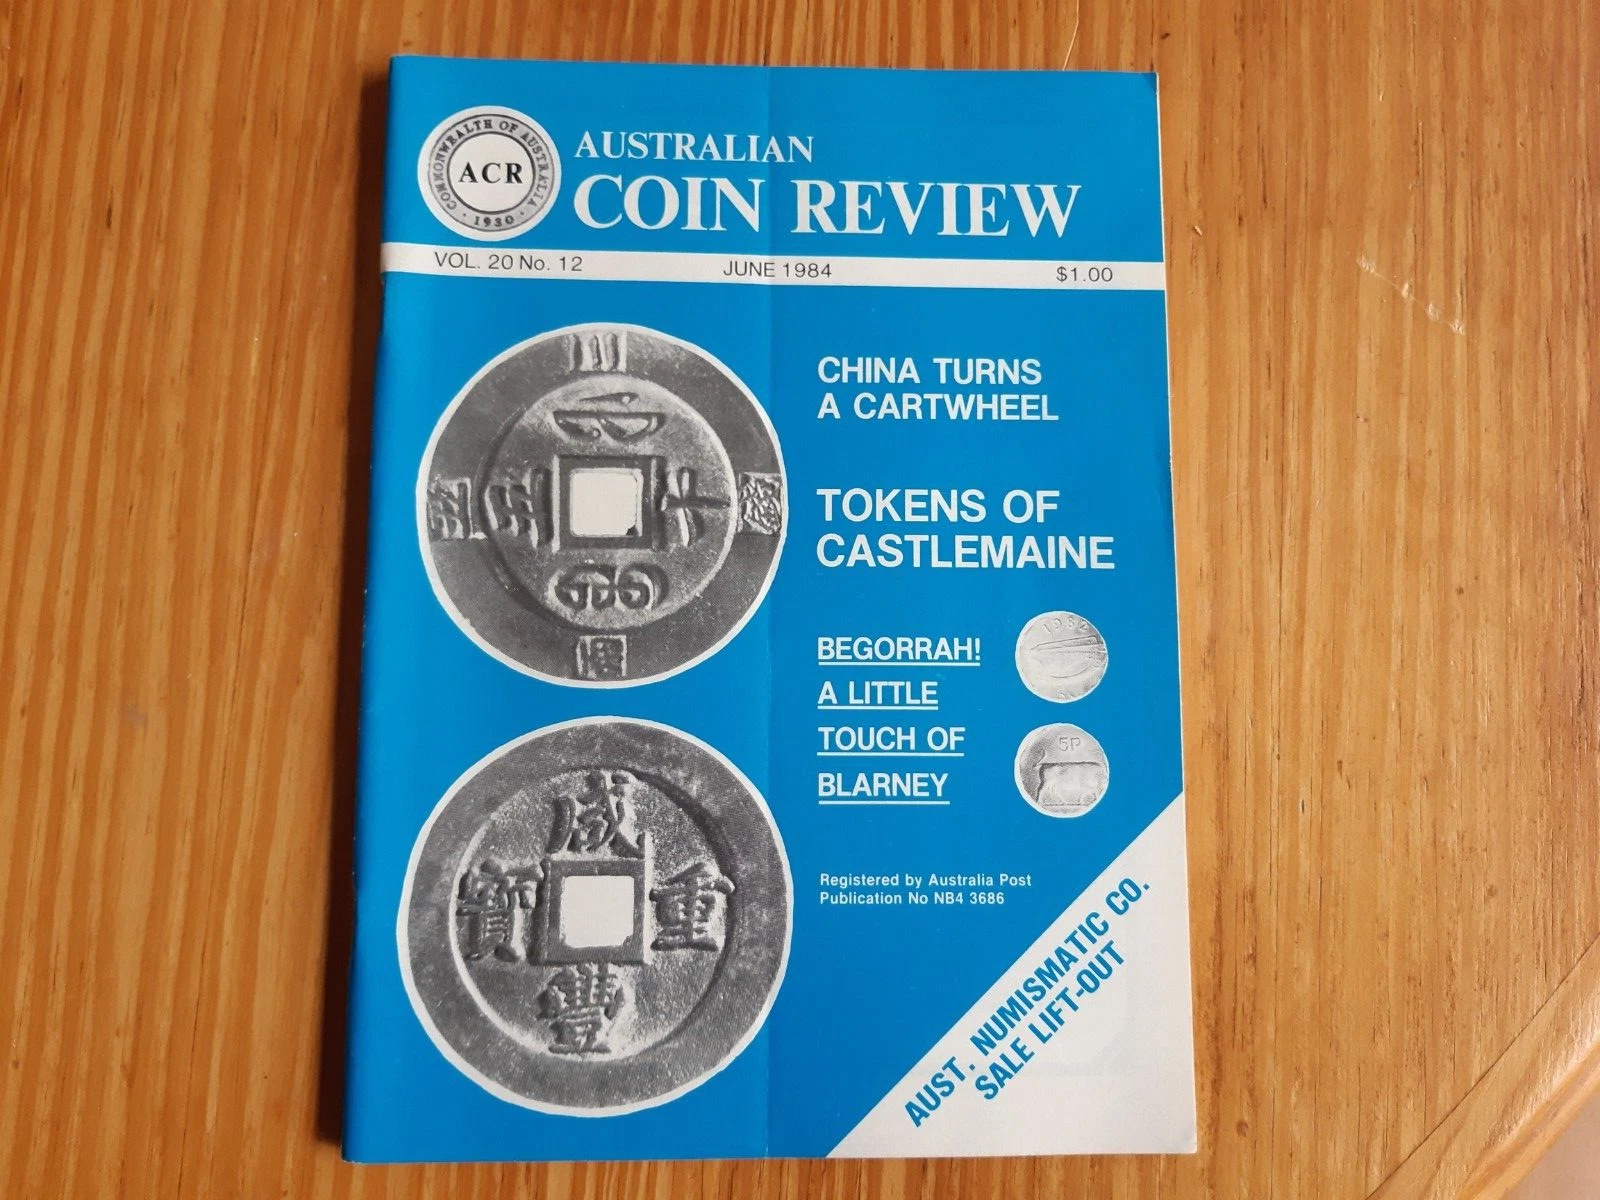 COMMONWEALTH OF AUSTRALIA
ACR
· 1930 ·
AUSTRALIAN
COIN REVIEW
VOL. 20 No. 12
JUNE 1984
$1.00
CHINA TURNS
A CARTWHEEL
TOKENS OF
CASTLEMAINE
BEGORRAH!
A LITTLE
TOUCH OF
BLARNEY
5P
十
咸
豐
重
寶
Registered by Australia Post
Publication No NB4 3686
AUST. NUMISMATIC CO.
SALE LIFT-OUT